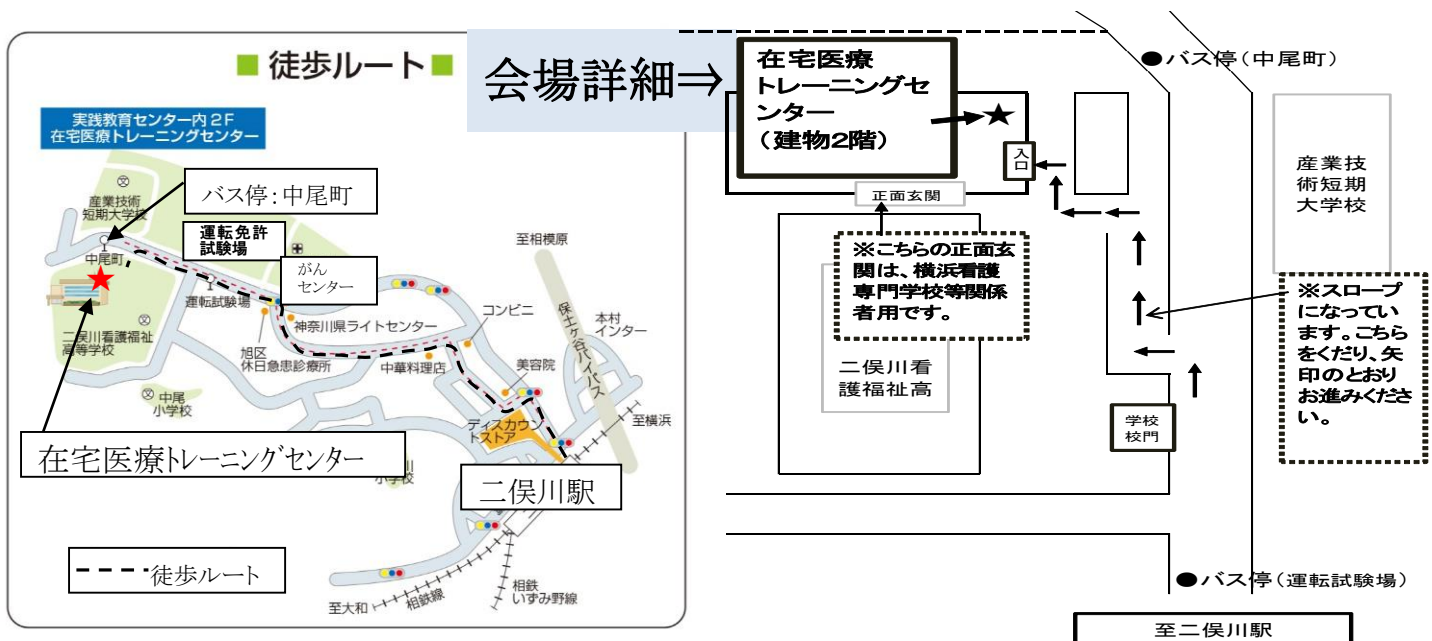 ■ 徒歩ルート ■
会場詳細⇒
実践教育センター内2F
在宅医療トレーニングセンター
産業技術
短期大学校
バス停：中尾町
運転免許
試験場
がん
センター
至相模原
中尾町
運転試験場
神奈川県ライトセンター
コンビニ
保土ヶ谷バイパス
本村
インター
二俣川看護福祉
高等学校
旭区
休日急患診療所
中華料理店
美容院
中尾
小学校
ディスカウン
トストア
至横浜
在宅医療トレーニングセンター
川
小学校
二俣川駅
徒歩ルート
至大和
相鉄線
相鉄
いずみ野線
在宅医療
トレーニングセ
ンター
（建物2階）
入口
正面玄関
●バス停（中尾町）
産業技
術短期
大学校
※こちらの正面玄
関は、横浜看護
専門学校等関係
者用です。
二俣川看
護福祉高
※スロープ
になってい
ます。こちら
をくだり、矢
印のとおり
お進みくださ
い。
学校
校門
●バス停（運転試験場）
至二俣川駅